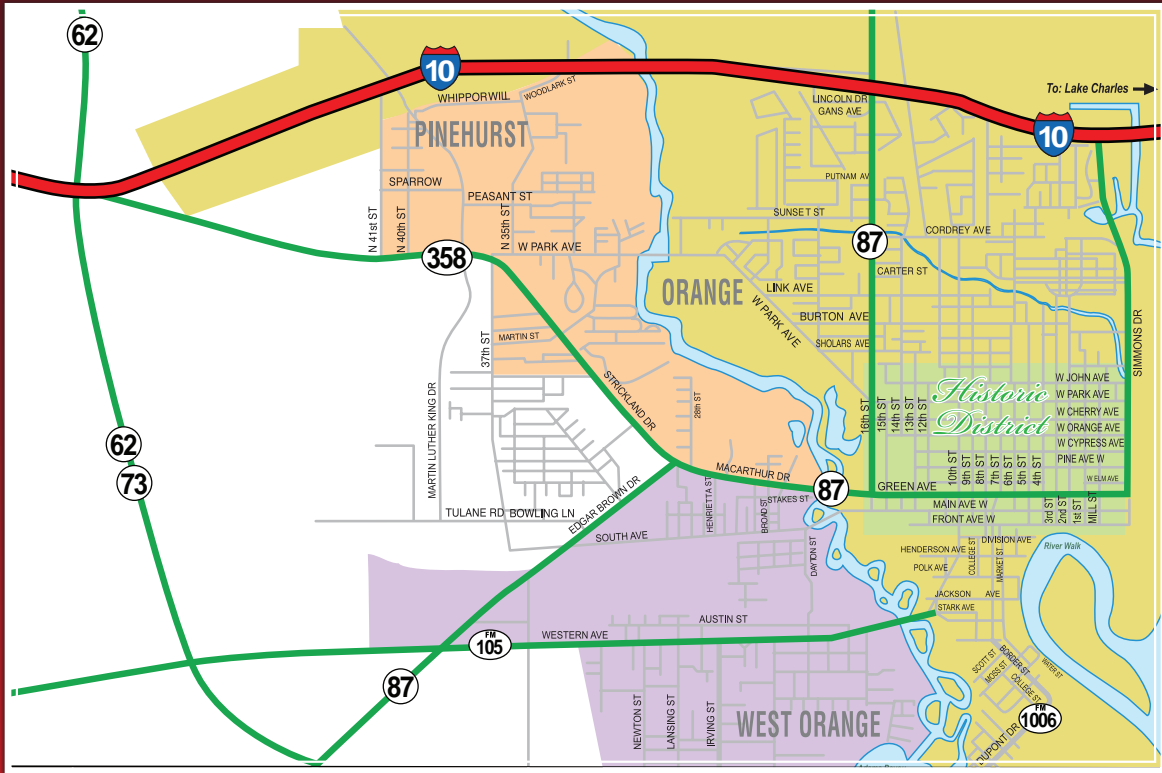 62
10
To: Lake Charles
10
WHIPPORWILL
WOODLARK ST
LINCOLN DR
GANS AVE
PINEHURST
SPARROW
PEASANT ST
PUTNAM AV
N 41st ST
N 40th ST
N 35th ST
W PARK AVE
SUNSET ST
CORDREY AVE
358
87
CARTER ST
ORANGE
LINK AVE
W PARK AVE
BURTON AVE
SHOLARS AVE
MARTIN ST
37th ST
SIMMONS DR
STRICKLAND DR
28th ST
MARTIN LUTHER KING DR
Historic
District
W JOHN AVE
W PARK AVE
W CHERRY AVE
W ORANGE AVE
W CYPRESS AVE
PINE AVE W
W ELM AVE
16th ST
15th ST
14th ST
13th ST
12th ST
10th ST
9th ST
8th ST
7th ST
6th ST
5th ST
4th ST
3rd ST
2nd ST
1st ST
MILL ST
62
73
MACARTHUR DR
87
GREEN AVE
MAIN AVE W
FRONT AVE W
TULANE RD
BOWLING LN
EDGAR BROWN DR
HENRIETTA ST
BROAD ST
STAKES ST
SOUTH AVE
DAYTON ST
HENDERSON AVE
COLLEGE ST
DIVISION AVE
MARKET ST
POLK AVE
River Walk
JACKSON AVE
STARK AVE
AUSTIN ST
WESTERN AVE
FM
105
87
SCOTT ST
MOSS ST
BORDER ST
COLLEGE ST
WATER ST
NEWTON ST
LANSING ST
IRVING ST
WEST ORANGE
FM
1006
DUPONT DR